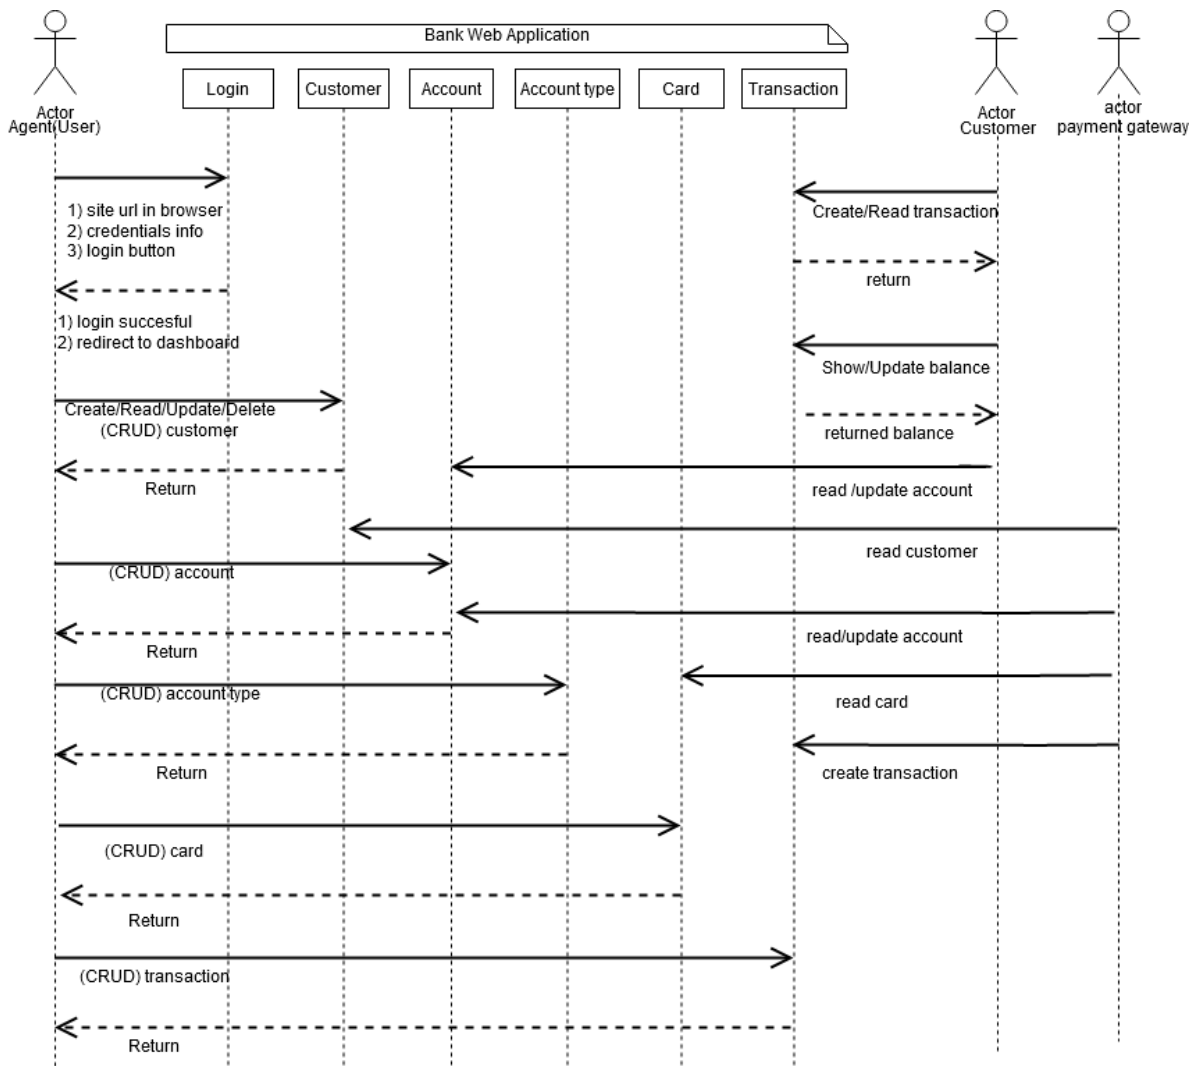 Bank Web Application
Login
Customer
Account
Account type
Card
Transaction
Actor
Agent(User)
Actor
Customer
actor
payment gateway
1) site url in browser
2) credentials info
3) login button
Create/Read transaction
return
1) login succesful
2) redirect to dashboard
Show/Update balance
Create/Read/Update/Delete
(CRUD) customer
returned balance
Return
read /update account
read customer
(CRUD) account
read/update account
Return
(CRUD) account type
read card
Return
create transaction
(CRUD) card
Return
(CRUD) transaction
Return